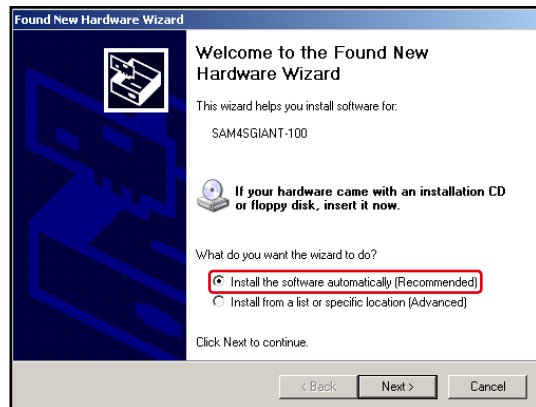 Found New Hardware Wizard
Welcome to the Found New
Hardware Wizard
This wizard helps you install software for:
SAM4SGIANT-100
If your hardware came with an installation CD
or floppy disk, insert it now.
What do you want the wizard to do?
Install the software automatically (Recommended)
Install from a list or specific location (Advanced)
Click Next to continue.
< Back Next > Cancel